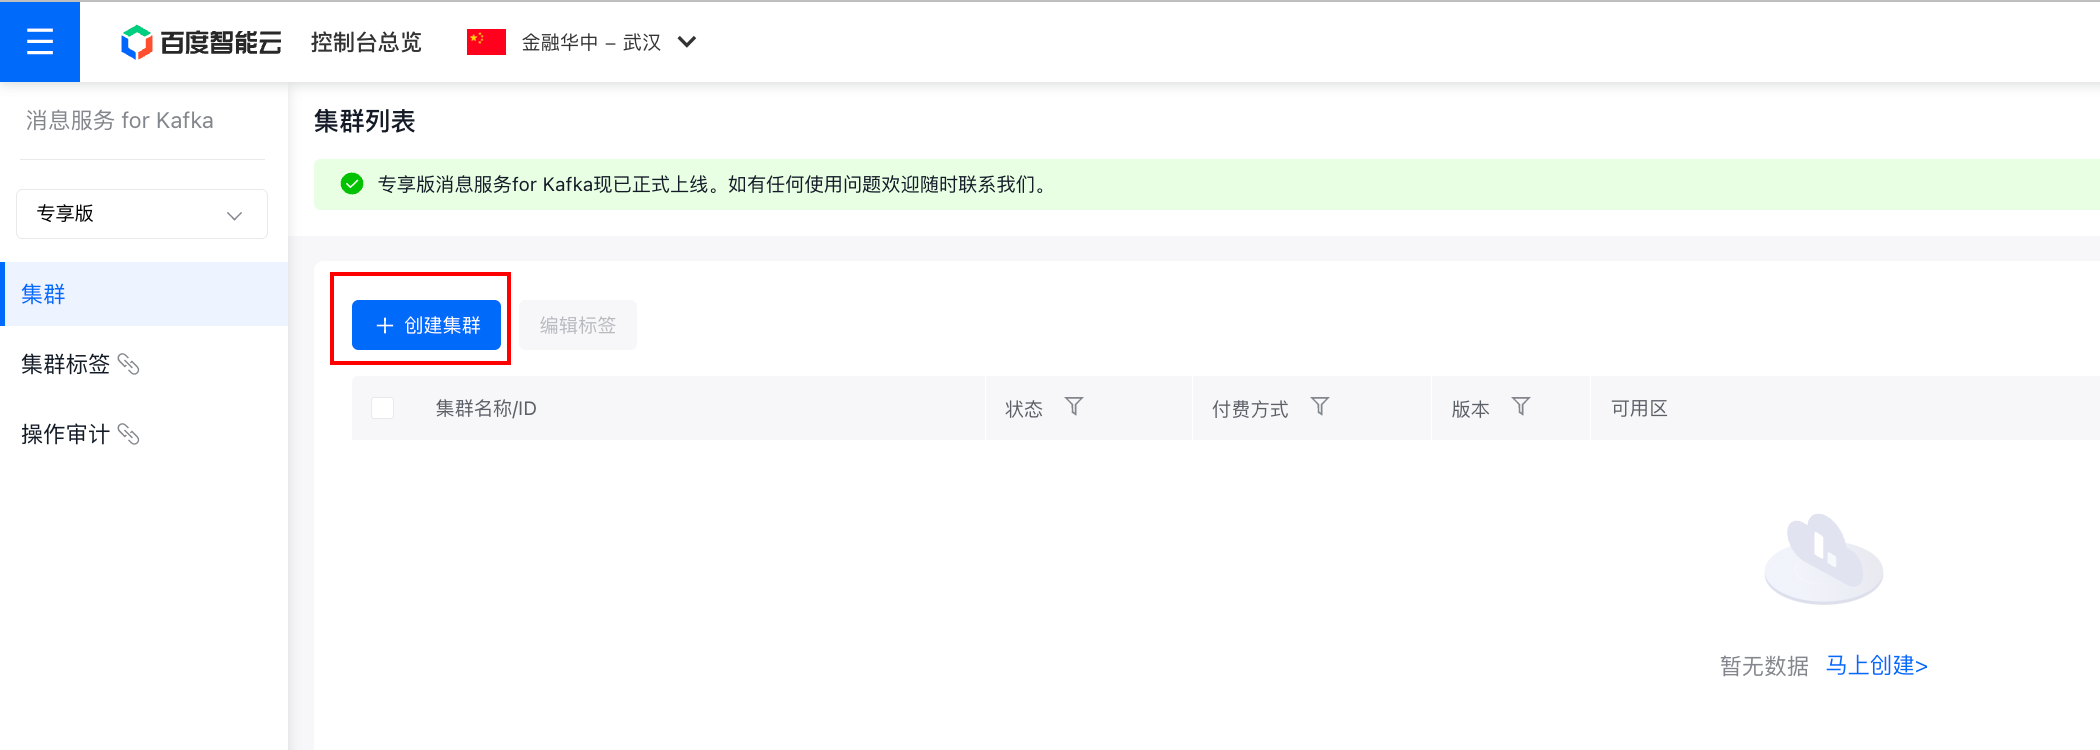 百度智能云 控制台总览 金融华中 – 武汉
消息服务 for Kafka
专享版
集群
集群标签
操作审计
集群列表
专享版消息服务for Kafka现已正式上线。如有任何使用问题欢迎随时联系我们。
+ 创建集群 编辑标签
集群名称/ID 状态 付费方式 版本 可用区
暂无数据 马上创建>